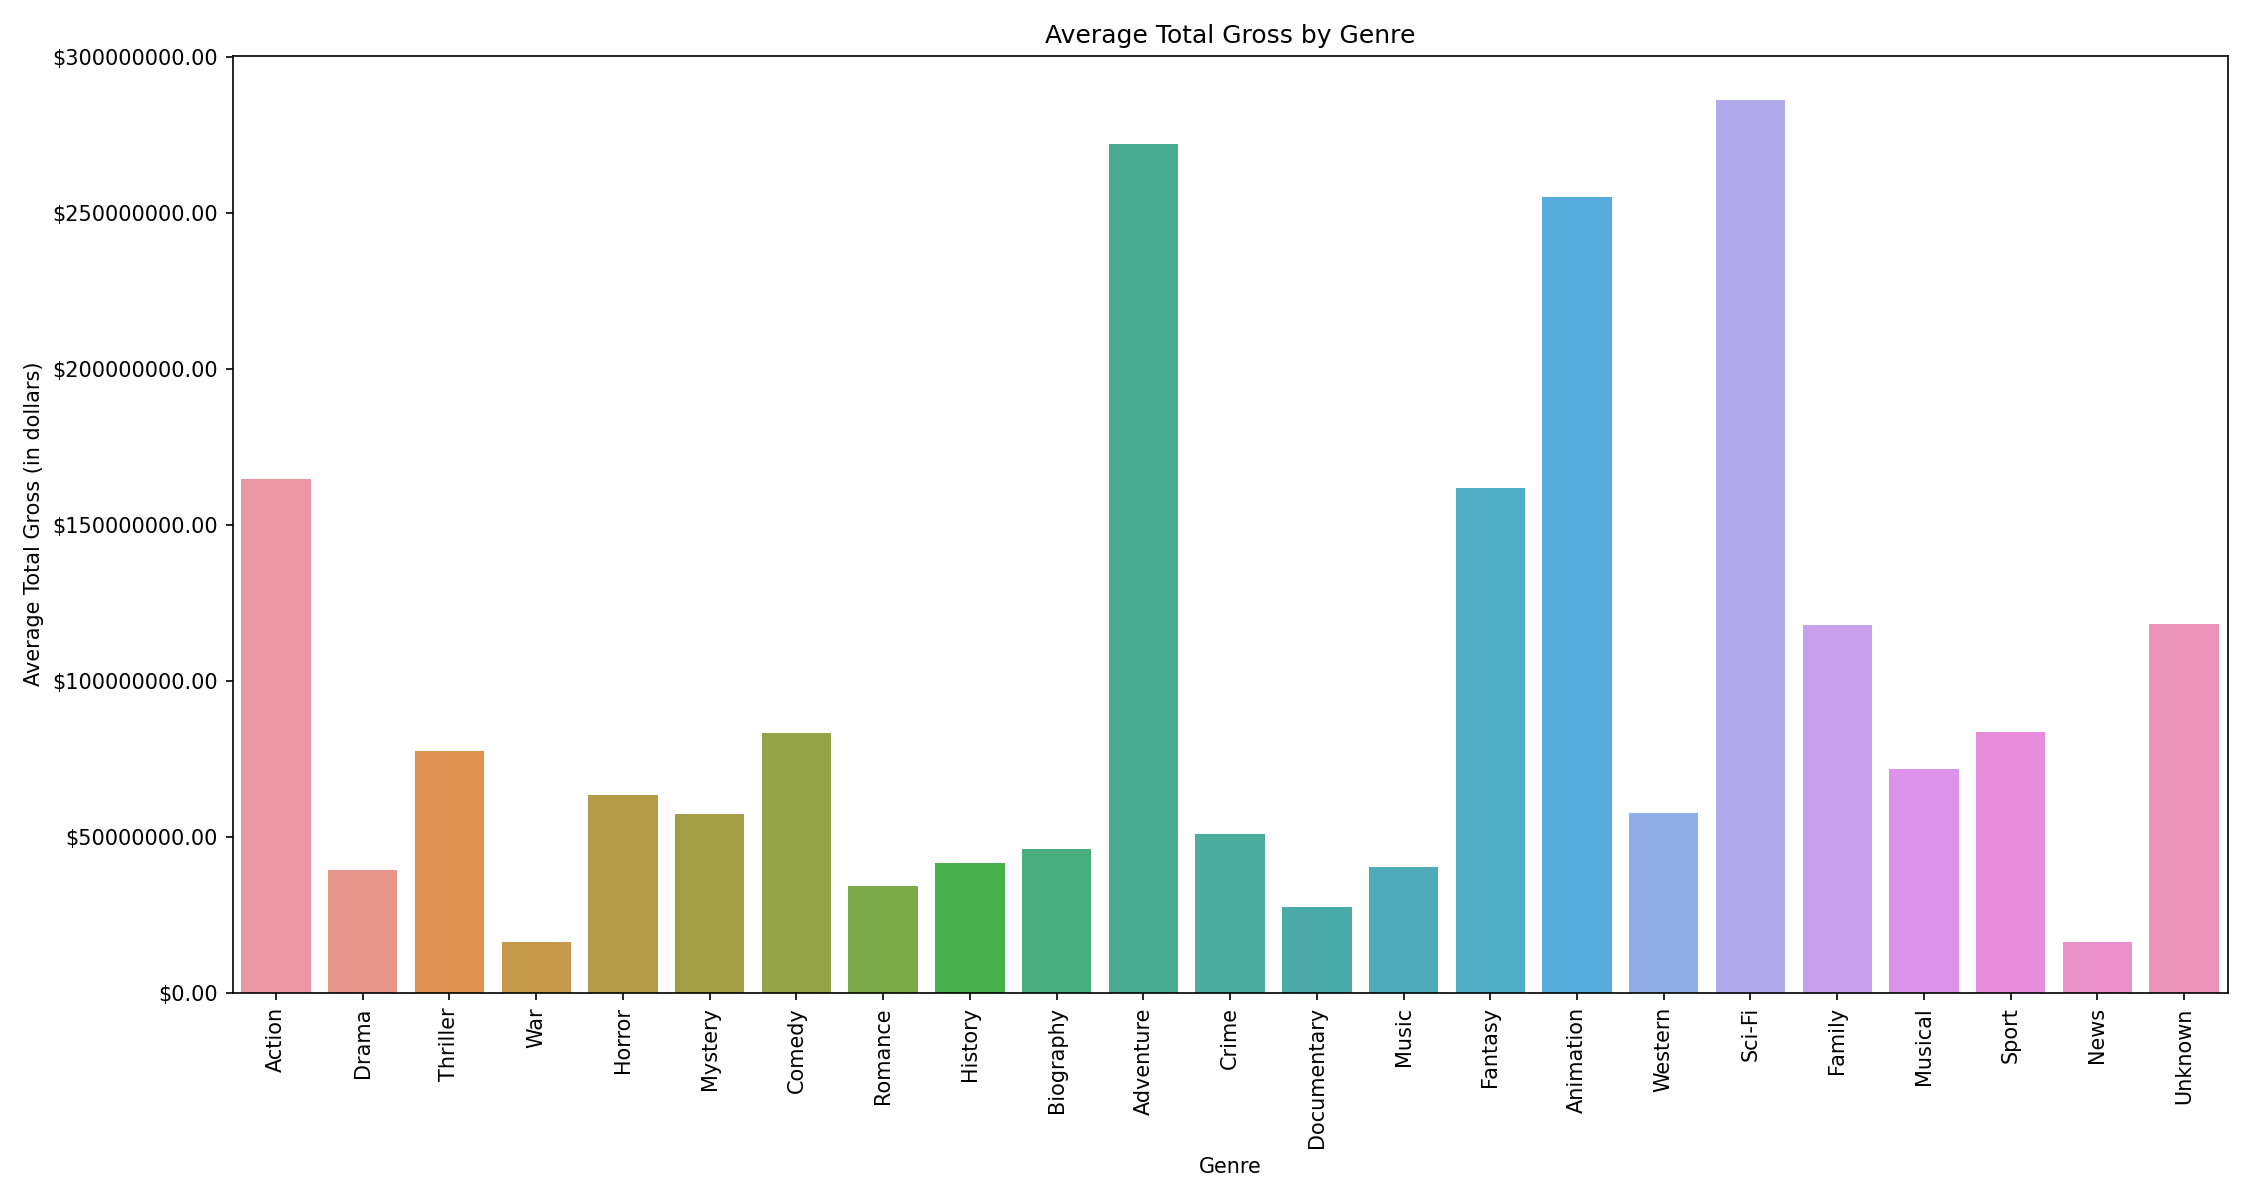 Average Total Gross by Genre
Average Total Gross (in dollars)
$300000000.00
$250000000.00
$200000000.00
$150000000.00
$100000000.00
$50000000.00
$0.00
Action
Drama
Thriller
War
Horror
Mystery
Comedy
Romance
History
Biography
Adventure
Crime
Documentary
Music
Fantasy
Animation
Western
Sci-Fi
Family
Musical
Sport
News
Unknown
Genre